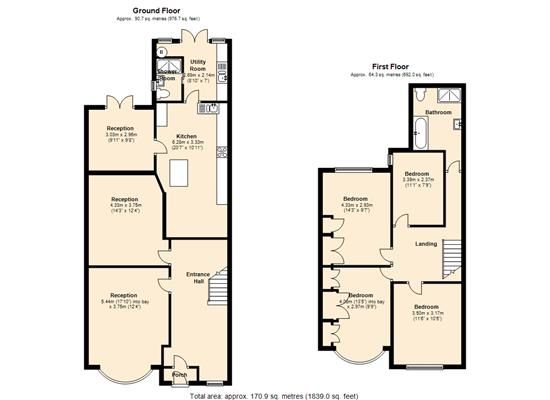 Ground Floor
Approx. 90.7 sq. metres (976.7 sq. feet)
Utility
Room
2.69m x 2.14m
(8'10" x 7')
Shower
Room
Reception
3.03m x 2.96m
(9'11" x 9'8")
Kitchen
6.28m x 3.33m
(20'7" x 10'11")
Reception
4.33m x 3.75m
(14'3" x 12'4")
Reception
5.44m (17'10") into bay
x 3.75m (12'4")
Entrance
Hall
Porch
First Floor
Approx. 64.3 sq. metres (692.0 sq. feet)
Bathroom
Bedroom
3.39m x 2.37m
(11'1" x 7'9")
Bedroom
4.33m x 2.93m
(14'3" x 9'7")
Landing
Bedroom
4.09m (13'5") into bay
x 2.97m (9'9")
Bedroom
3.50m x 3.17m
(11'6" x 10'5")
Total area: approx. 170.9 sq. metres (1839.0 sq. feet)